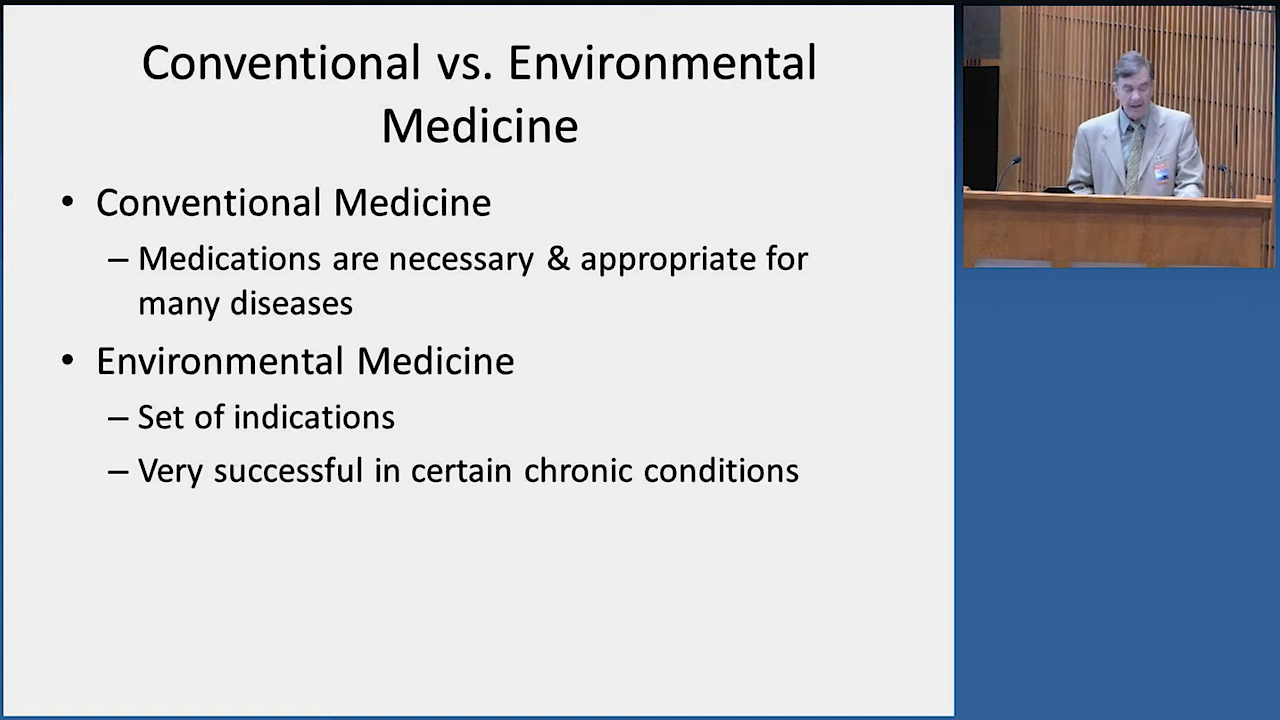 Conventional vs. Environmental
Medicine
• Conventional Medicine
– Medications are necessary & appropriate for
many diseases
• Environmental Medicine
– Set of indications
– Very successful in certain chronic conditions